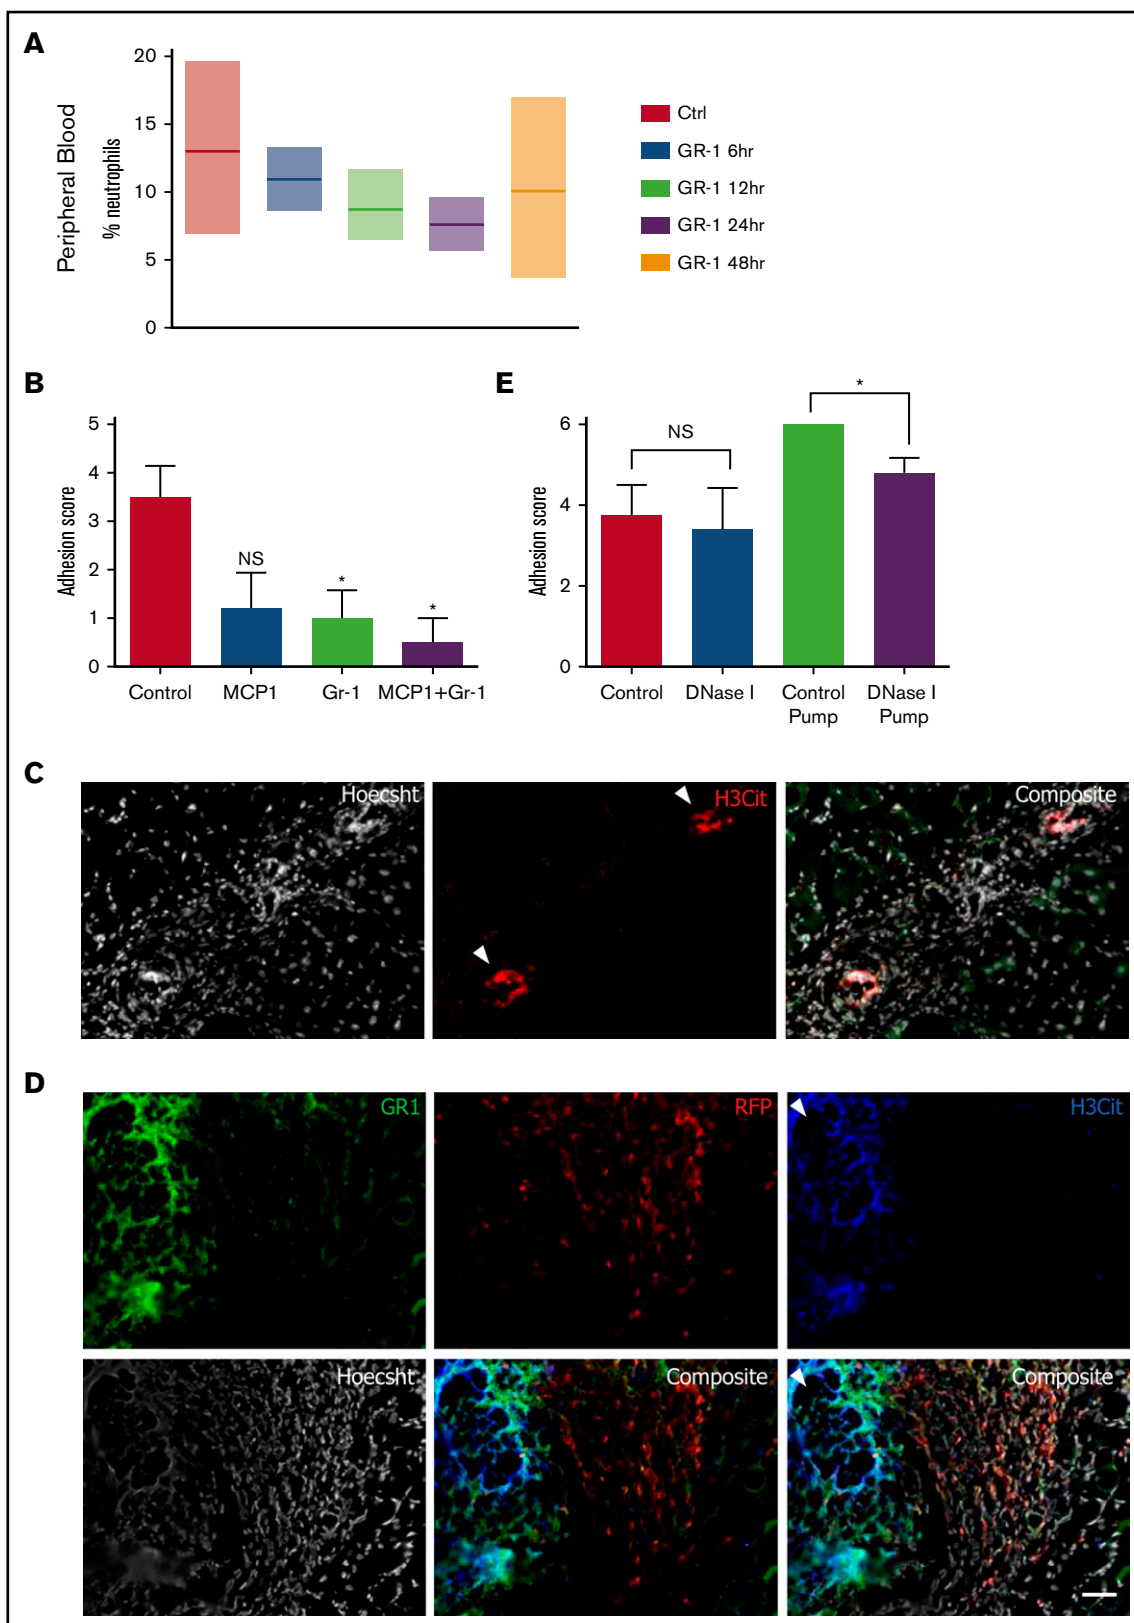 A
Peripheral Blood
% neutrophils
20
15
10
5
0
Ctrl
GR-1 6hr
GR-1 12hr
GR-1 24hr
GR-1 48hr
B
Adhesion score
5
4
3
2
1
0
NS
*
*
Control
MCP1
Gr-1
MCP1+Gr-1
E
Adhesion score
6
4
2
0
NS
*
Control
DNase I
Control
Pump
DNase I
Pump
C
Hoecsht
H3Cit
Composite
D
GR1
RFP
H3Cit
Hoecsht
Composite
Composite